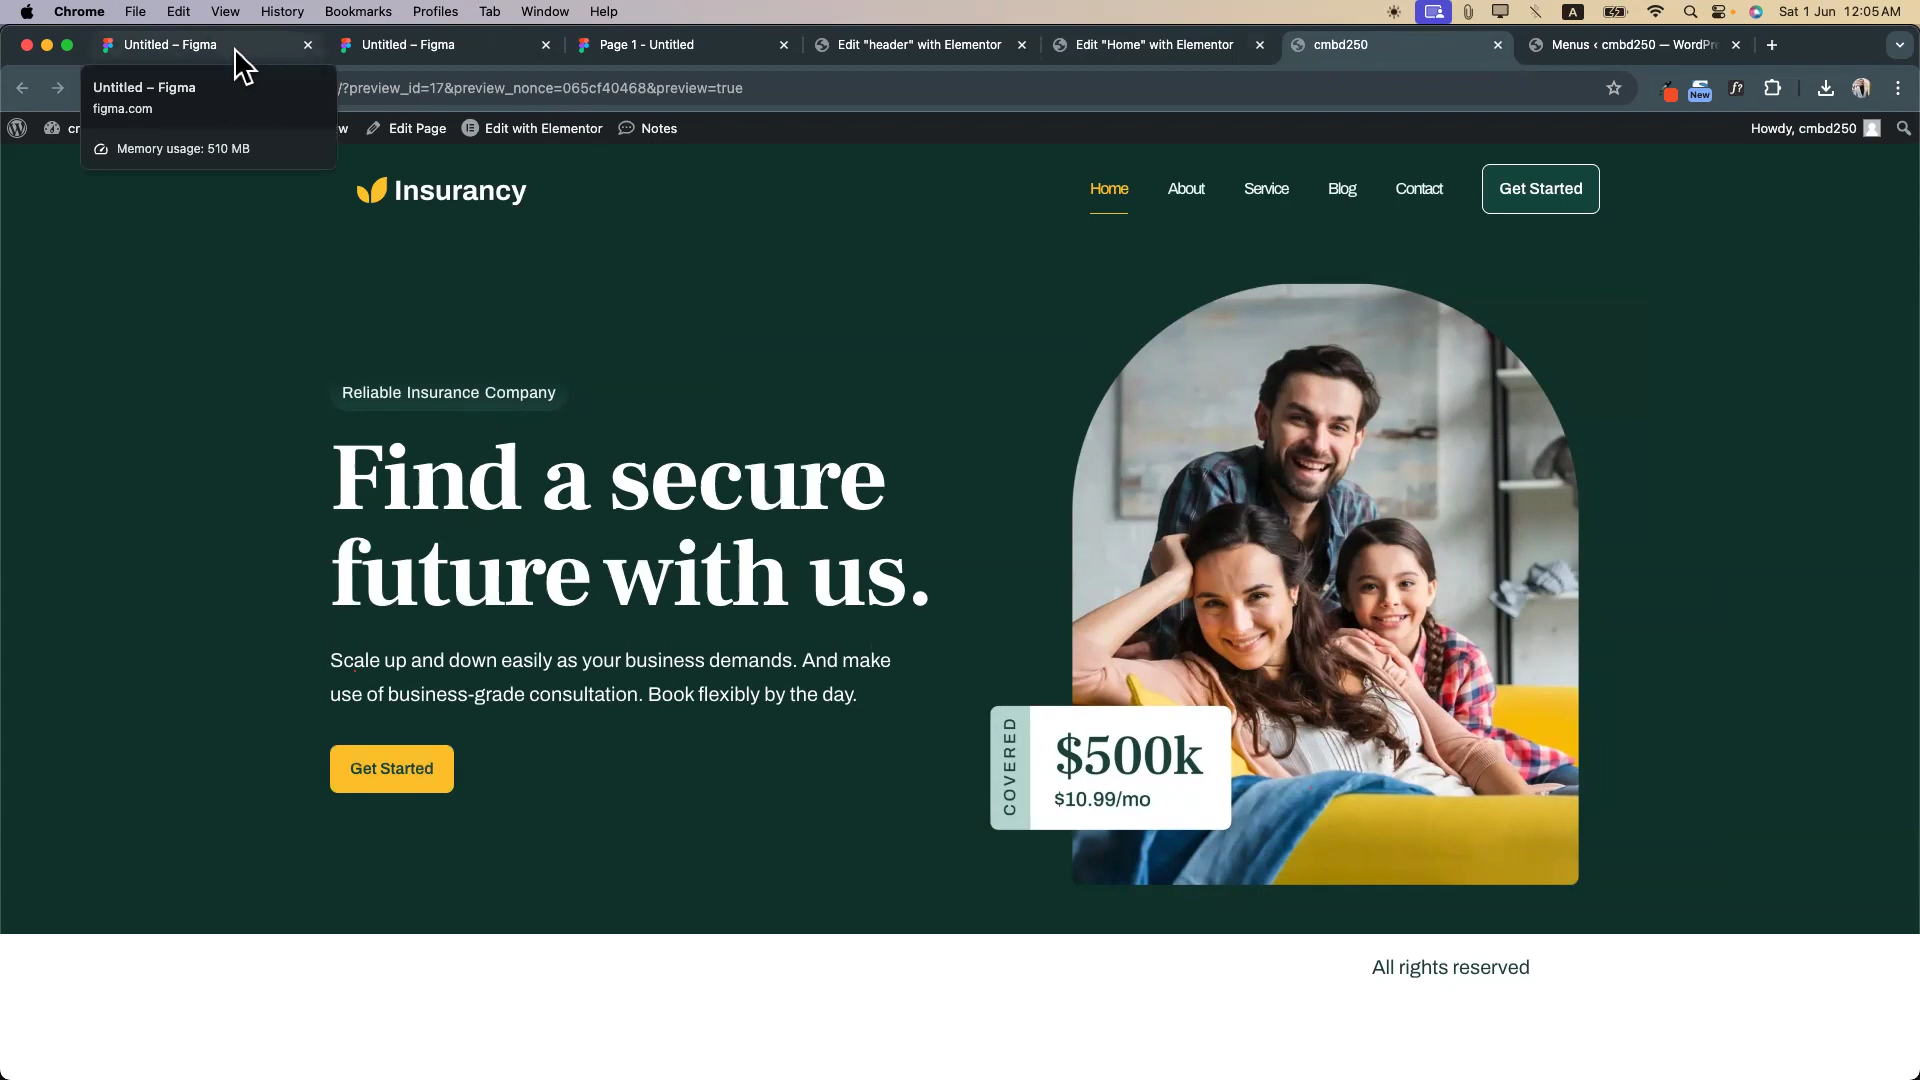 Chrome File Edit View History Bookmarks Profiles Tab Window Help A Sat 1 Jun 12:05 AM
Untitled – Figma Untitled – Figma Page 1 - Untitled Edit "header" with Elementor Edit "Home" with Elementor cmbd250 Menus ‹ cmbd250 — WordPr
/?preview_id=17&preview_nonce=065cf40468&preview=true f? New
Untitled – Figma
figma.com
Memory usage: 510 MB
Edit Page Edit with Elementor Notes Howdy, cmbd250
Insurancy Home About Service Blog Contact Get Started
Reliable Insurance Company
Find a secure
future with us.
Scale up and down easily as your business demands. And make
use of business-grade consultation. Book flexibly by the day.
Get Started
COVERED
$500k
$10.99/mo
All rights reserved